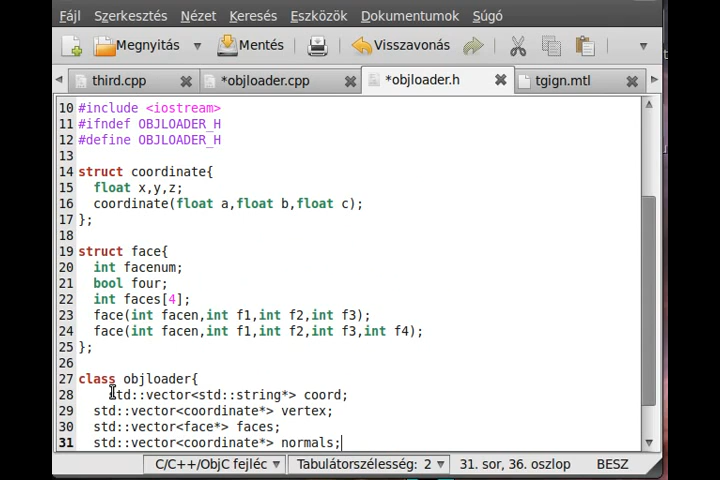 Fájl Szerkesztés Nézet Keresés Eszközök Dokumentumok Súgó
Megnyitás Mentés Visszavonás
third.cpp *objloader.cpp *objloader.h tgign.mtl
10 #include <iostream>
11 #ifndef OBJLOADER_H
12 #define OBJLOADER_H
13
14 struct coordinate{
15 float x,y,z;
16 coordinate(float a,float b,float c);
17 };
18
19 struct face{
20 int facenum;
21 bool four;
22 int faces[4];
23 face(int facen,int f1,int f2,int f3);
24 face(int facen,int f1,int f2,int f3,int f4);
25 };
26
27 class objloader{
28 std::vector<std::string*> coord;
29 std::vector<coordinate*> vertex;
30 std::vector<face*> faces;
31 std::vector<coordinate*> normals;
C/C++/ObjC fejléc Tabulátorszélesség: 2 31. sor, 36. oszlop BESZ